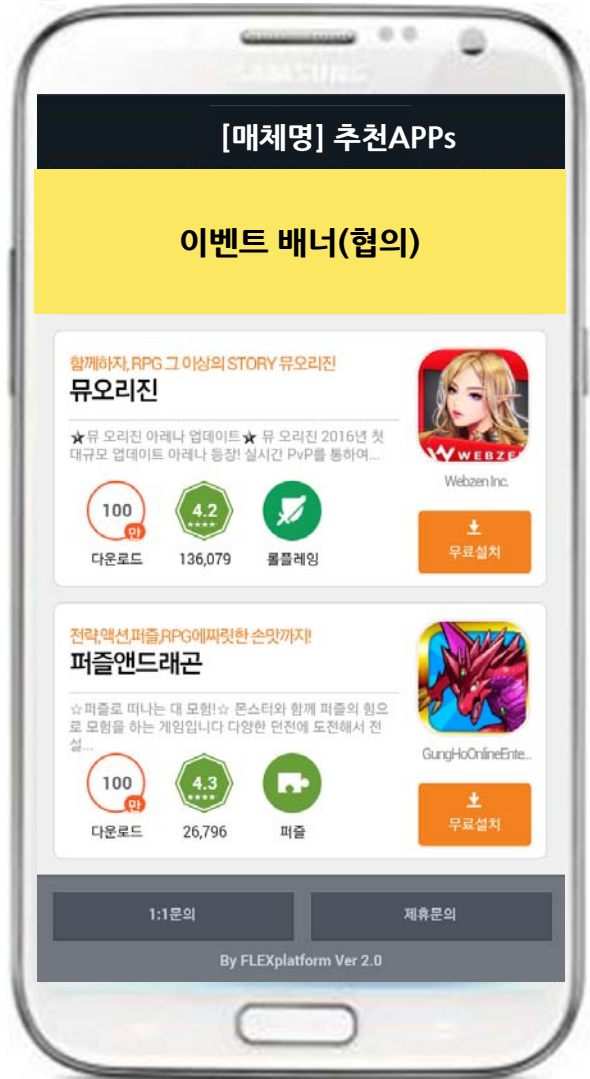 SAMSUNG
[매체명] 추천APPs
이벤트 배너(협의)
함께하자, RPG 그 이상의 STORY 뮤오리진
뮤오리진
★뮤 오리진 아레나 업데이트★ 뮤 오리진 2016년 첫
대규모 업데이트 아레나 등장! 실시간 PvP를 통하여...
WEBZE
Webzen Inc.
100
만
4.2
다운로드
136,079
롤플레잉
무료설치
전략,액션,퍼즐,RPG에짜릿한 손맛까지!
퍼즐앤드래곤
☆퍼즐로 떠나는 대 모험!☆ 몬스터와 함께 퍼즐의 힘으
로 모험을 하는 게임입니다 다양한 던전에 도전해서 전
설...
GungHoOnlineEnte...
100
만
4.3
다운로드
26,796
퍼즐
무료설치
1:1문의
제휴문의
By FLEXplatform Ver 2.0